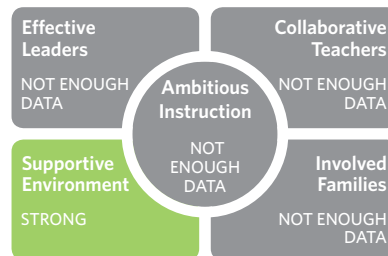 Effective
Leaders
NOT ENOUGH
DATA
Collaborative
Teachers
NOT ENOUGH
DATA
Ambitious
Instruction
NOT
ENOUGH
DATA
Supportive
Environment
STRONG
Involved
Families
NOT ENOUGH
DATA